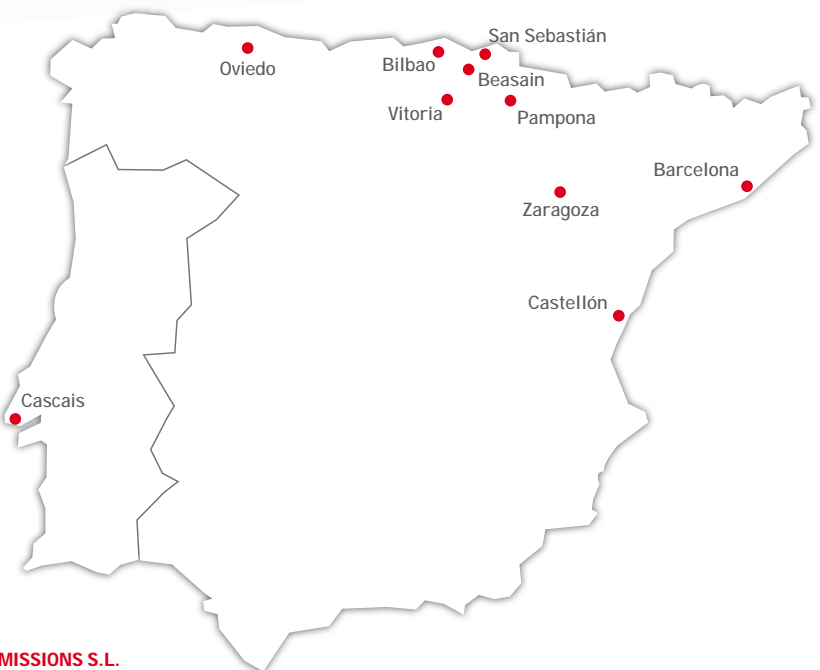 San Sebastián
Oviedo
Bilbao
Beasain
Vitoria
Pampona
Barcelona
Zaragoza
Castellón
Cascais
MISSIONS S.L.